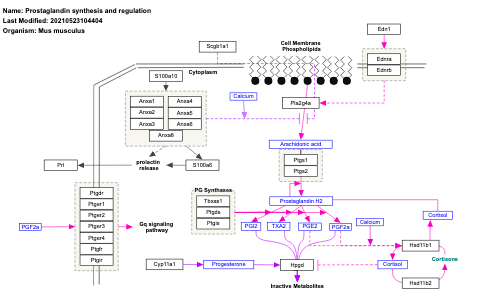 Name: Prostaglandin synthesis and regulation
Last Modified: 20210523104404
Organism: Mus musculus
Edn1
Scgb1a1
Cell Membrane
Phospholipids
Ednra
Ednrb
Cytoplasm
S100a10
Calcium
Anxa1
Anxa4
Anxa2
Anxa5
Anxa3
Anxa6
Anxa8
Pla2g4a
Arachidonic acid
Prl
prolactin
release
S100a6
Ptgs1
Ptgs2
PG Synthases
Tbxas1
Ptgds
Ptgis
Prostaglandin H2
Ptgdr
Ptger1
Ptger2
Ptger3
Ptger4
Ptgfr
Ptgir
PGF2a
Gq signaling
pathway
PGI2
TXA2
PGE2
PGF2a
Calcium
Cortisol
Hsd11b1
Cortisone
Cyp11a1
Progesterone
Hpgd
Cortisol
Hsd11b2
Inactive Metabolites